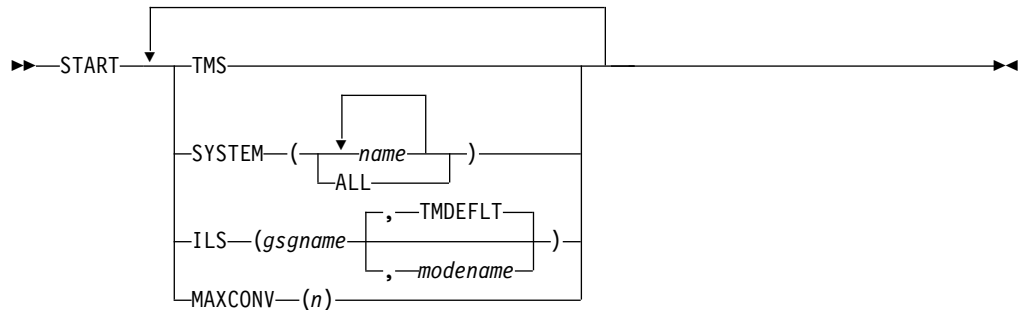 START TMS
SYSTEM ( name )
ALL
, TMDEFLT
ILS (gsgname )
, modename
MAXCONV (n)